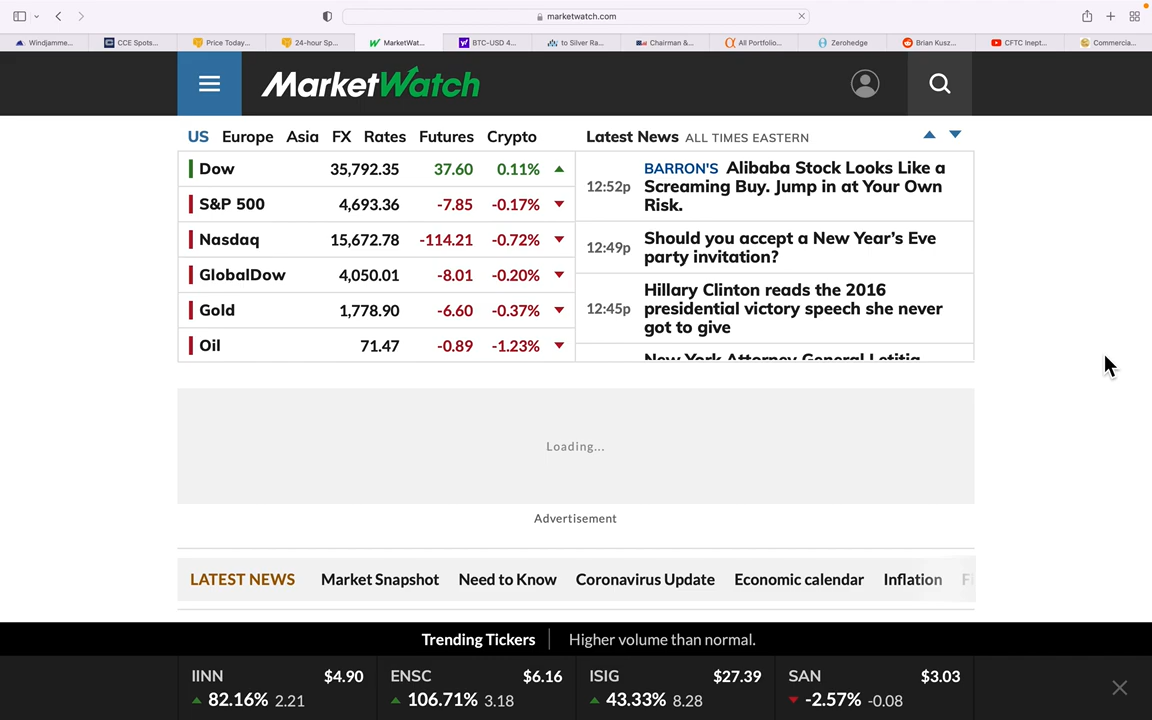 marketwatch.com
Windjamme...
CCE Spots...
Price Today...
24-hour Sp...
MarketWat...
BTC-USD 4...
to Silver Ra...
Chairman &...
All Portfolio...
Zerohedge
Brian Kusz...
CFTC Inept...
Commercia...
MarketWatch
US Europe Asia FX Rates Futures Crypto
Dow 35,792.35 37.60 0.11%
S&P 500 4,693.36 -7.85 -0.17%
Nasdaq 15,672.78 -114.21 -0.72%
GlobalDow 4,050.01 -8.01 -0.20%
Gold 1,778.90 -6.60 -0.37%
Oil 71.47 -0.89 -1.23%
Latest News ALL TIMES EASTERN
12:52p
BARRON'S Alibaba Stock Looks Like a
Screaming Buy. Jump in at Your Own
Risk.
12:49p
Should you accept a New Year's Eve
party invitation?
12:45p
Hillary Clinton reads the 2016
presidential victory speech she never
got to give
New York Attorney General Letitia
Loading...
Advertisement
LATEST NEWS Market Snapshot Need to Know Coronavirus Update Economic calendar Inflation
Trending Tickers | Higher volume than normal.
IINN $4.90
82.16% 2.21
ENSC $6.16
106.71% 3.18
ISIG $27.39
43.33% 8.28
SAN $3.03
-2.57% -0.08